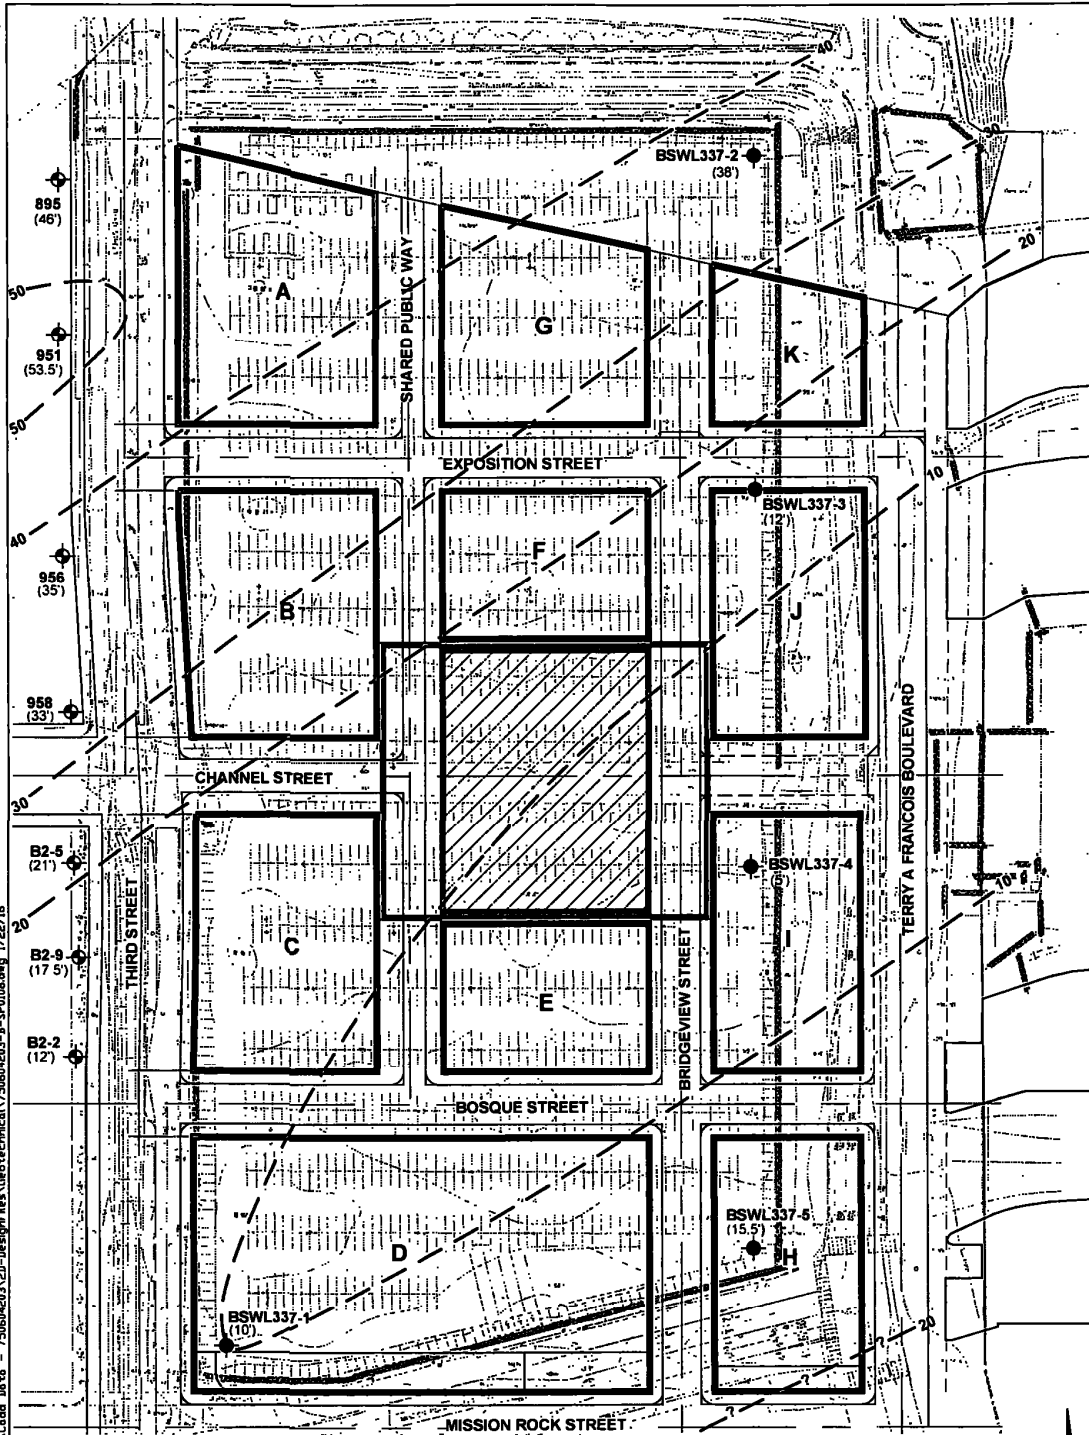 40
30
BSWL337-2
(38')
895
(46')
20
50
A
SHARED PUBLIC WAY
G
K
951
(53.5')
50
EXPOSITION STREET
10
BSWL337-3
(12')
40
956
(35')
F
B
J
958
(33')
TERRY A FRANCOIS BOULEVARD
CHANNEL STREET
30
B2-5
(21')
BSWL337-4
10
20
THIRD STREET
B2-9
(17 5')
C
I
BRIDGEVIEW STREET
E
B2-2
(12')
BOSQUE STREET
BSWL337-5
(15.5')
D
H
BSWL337-1
(10')
?
20
?
?
MISSION ROCK STREET